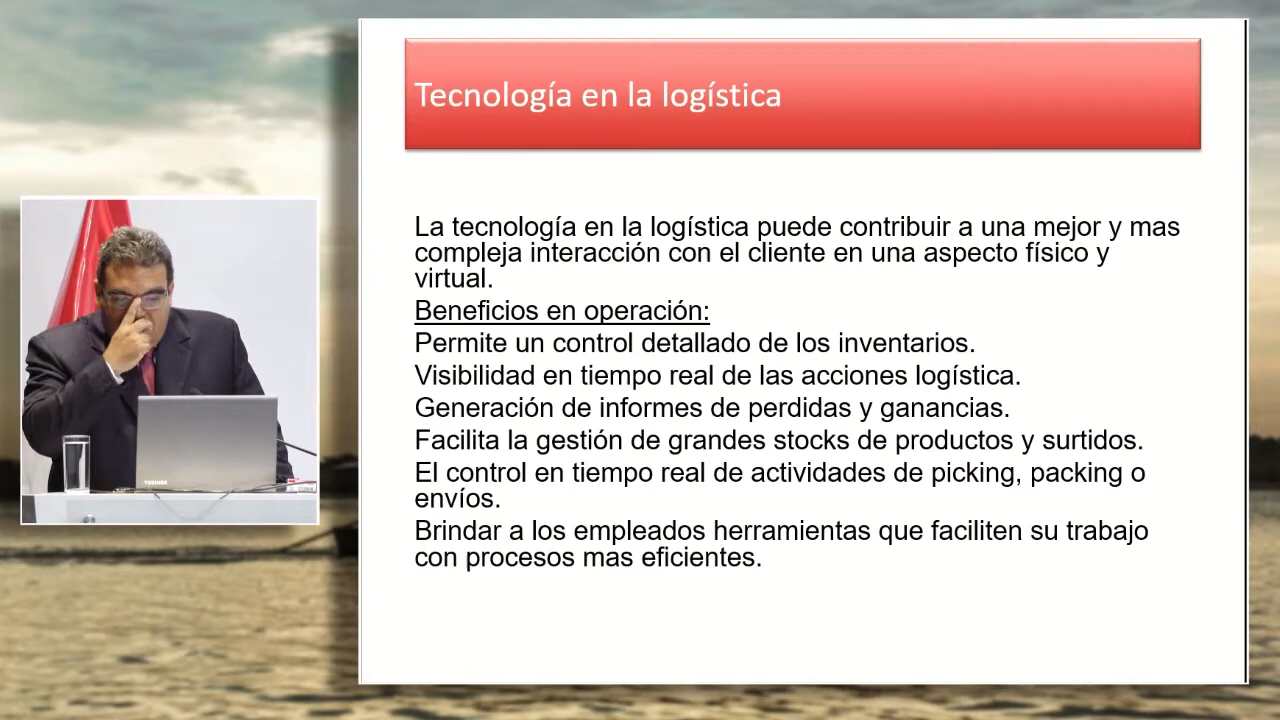 Tecnología en la logística
La tecnología en la logística puede contribuir a una mejor y mas
compleja interacción con el cliente en una aspecto físico y
virtual.
Beneficios en operación:
Permite un control detallado de los inventarios.
Visibilidad en tiempo real de las acciones logística.
Generación de informes de perdidas y ganancias.
Facilita la gestión de grandes stocks de productos y surtidos.
El control en tiempo real de actividades de picking, packing o
envíos.
Brindar a los empleados herramientas que faciliten su trabajo
con procesos mas eficientes.
TOSHIBA